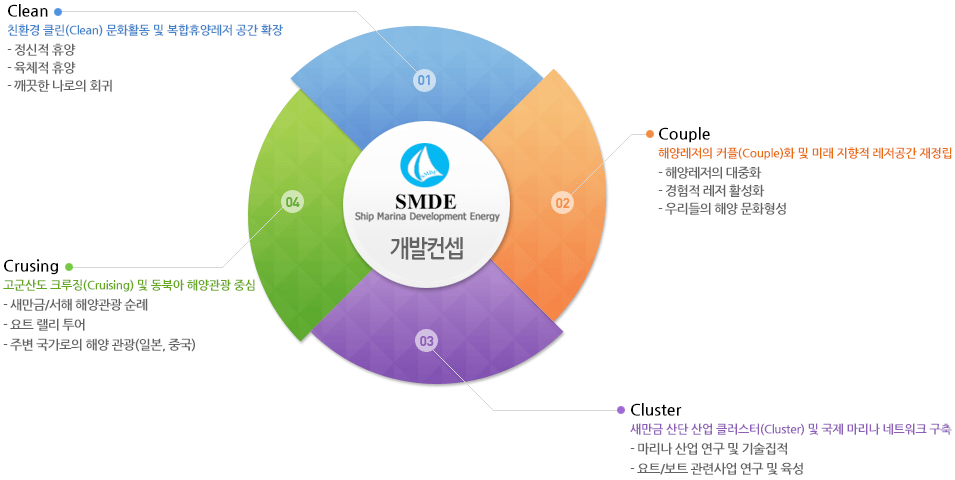 Clean
친환경 클린(Clean) 문화활동 및 복합휴양레저 공간 확장
- 정신적 휴양
- 육체적 휴양
- 깨끗한 나로의 회귀
01
Couple
해양레저의 커플(Couple)화 및 미래 지향적 레저공간 재정립
- 해양레저의 대중화
- 경험적 레저 활성화
- 우리들의 해양 문화형성
02
SMDE
SMDE
Ship Marina Development Energy
개발컨셉
04
Crusing
고군산도 크루징(Cruising) 및 동북아 해양관광 중심
- 새만금/서해 해양관광 순례
- 요트 랠리 투어
- 주변 국가로의 해양 관광(일본, 중국)
03
Cluster
새만금 산단 산업 클러스터(Cluster) 및 국제 마리나 네트워크 구축
- 마리나 산업 연구 및 기술집적
- 요트/보트 관련사업 연구 및 육성